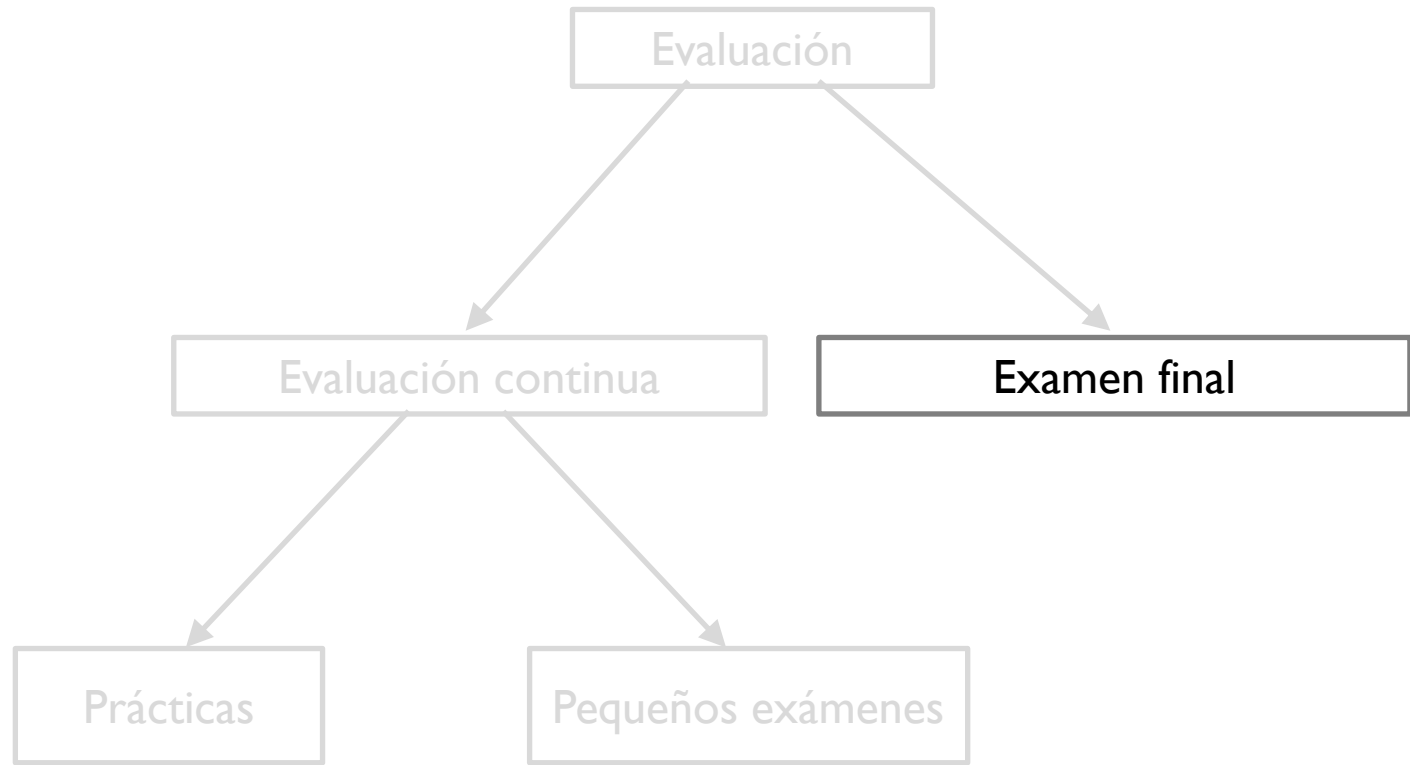 Evaluación
Evaluación continua
Examen final
Prácticas
Pequeños exámenes